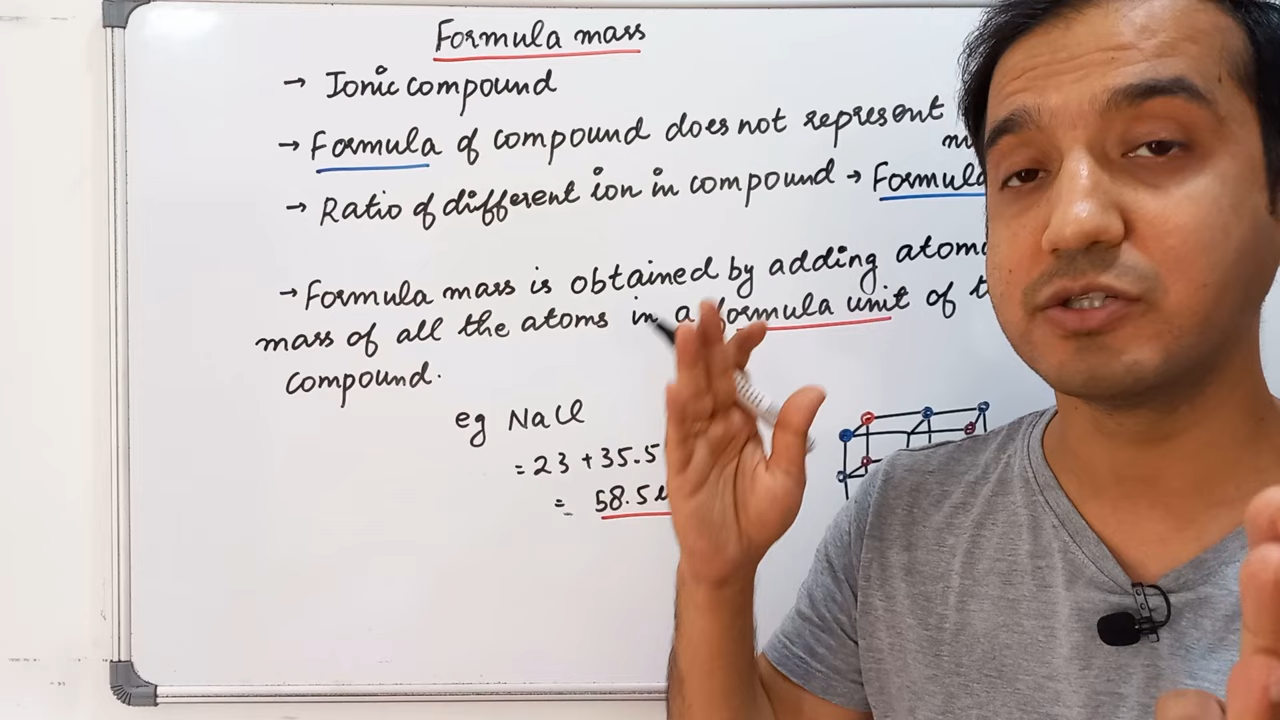 Formula mass
→ Ionic compound
→ Formula of compound does not represent
→ Ratio of different ion in compound → Formula
→ Formula mass is obtained by adding
mass of all the atoms in a formula unit of
compound.
eg NaCl
= 23 + 35.5
= 58.5